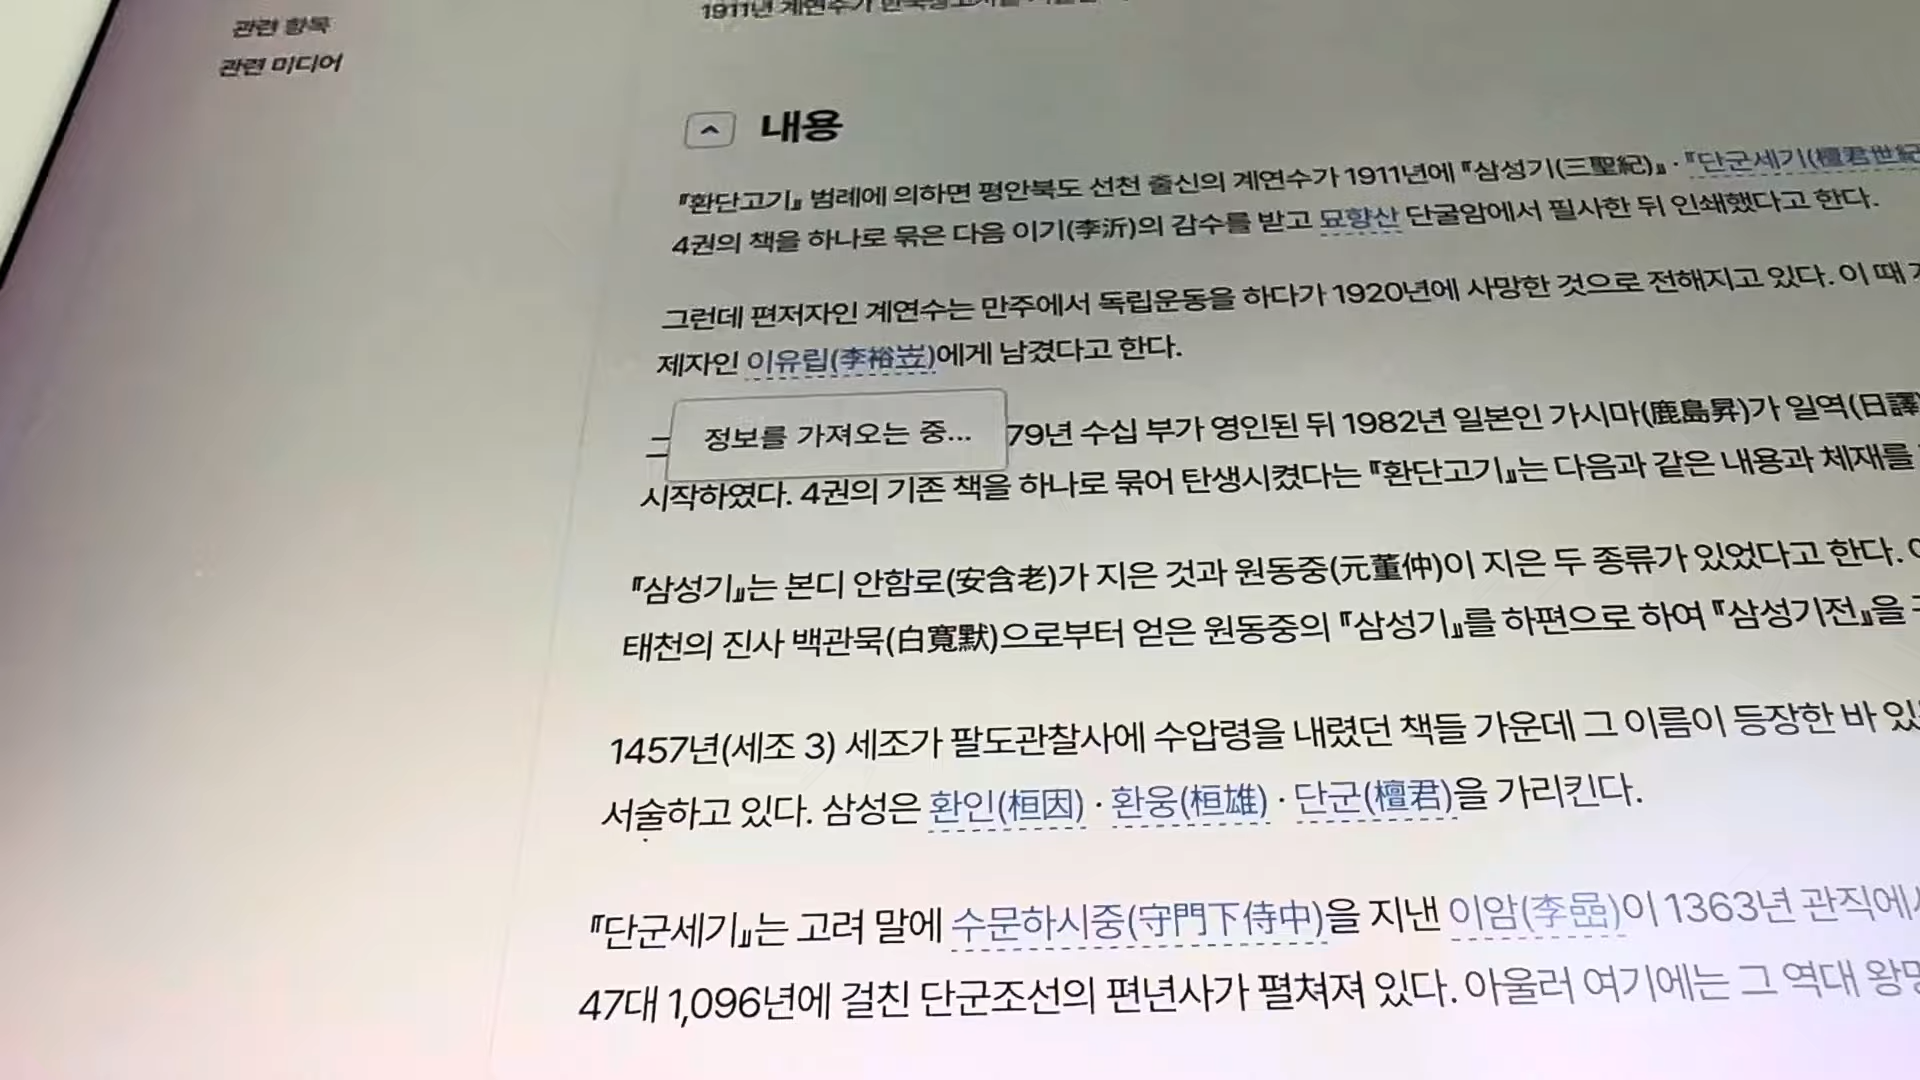 관련 항목
관련 미디어
1911년 계연수가
내용
『환단고기』 범례에 의하면 평안북도 선천 출신의 계연수가 1911년에 『삼성기(三聖紀)』·『단군세기(檀君世紀
4권의 책을 하나로 묶은 다음 이기(李沂)의 감수를 받고 묘향산 단굴암에서 필사한 뒤 인쇄했다고 한다.
그런데 편저자인 계연수는 만주에서 독립운동을 하다가 1920년에 사망한 것으로 전해지고 있다. 이 때
제자인 이유립(李裕岦)에게 남겼다고 한다.
정보를 가져오는 중...
79년 수십 부가 영인된 뒤 1982년 일본인 가시마(鹿島昇)가 일역(日譯
시작하였다. 4권의 기존 책을 하나로 묶어 탄생시켰다는 『환단고기』는 다음과 같은 내용과 체재를
『삼성기』는 본디 안함로(安含老)가 지은 것과 원동중(元董仲)이 지은 두 종류가 있었다고 한다.
태천의 진사 백관묵(白寬默)으로부터 얻은 원동중의 『삼성기』를 하편으로 하여 『삼성기전』을
1457년(세조 3) 세조가 팔도관찰사에 수압령을 내렸던 책들 가운데 그 이름이 등장한 바
서술하고 있다. 삼성은 환인(桓因) · 환웅(桓雄) · 단군(檀君)을 가리킨다.
『단군세기』는 고려 말에 수문하시중(守門下侍中)을 지낸 이암(李嵒)이 1363년 관직에서
47대 1,096년에 걸친 단군조선의 편년사가 펼쳐져 있다. 아울러 여기에는 그 역대